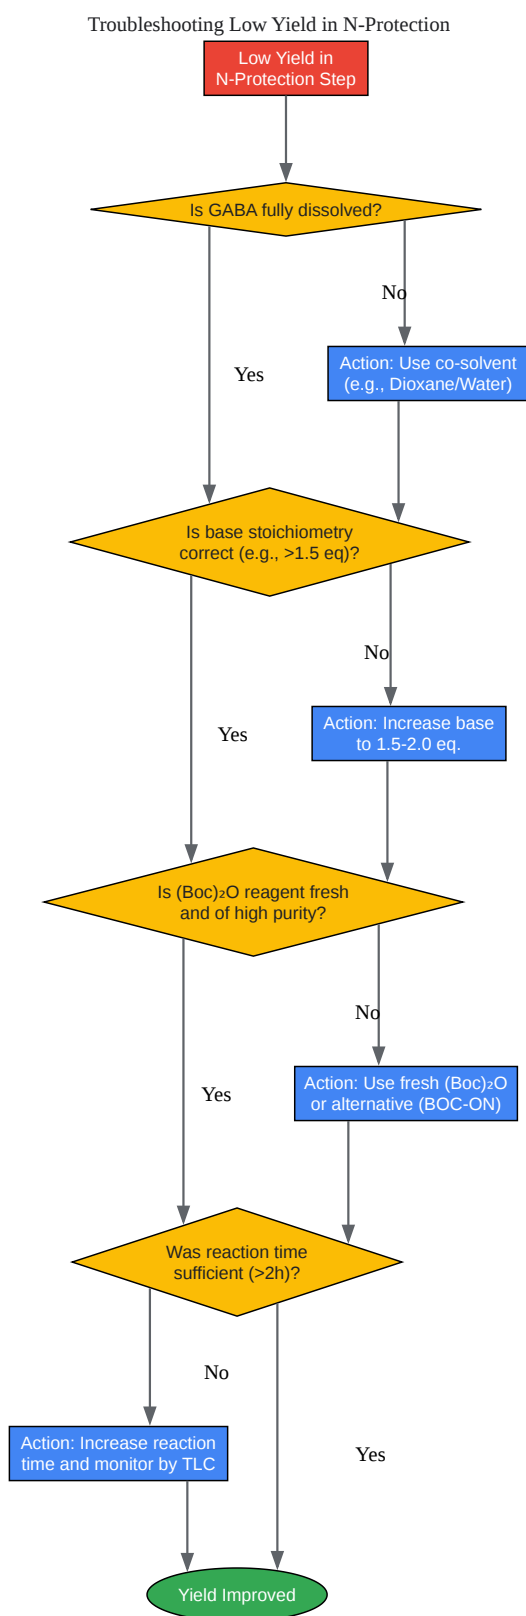 Troubleshooting Low Yield in N-Protection
Low Yield in
N-Protection Step
Is GABA fully dissolved?
No
Yes
Action: Use co-solvent
(e.g., Dioxane/Water)
Is base stoichiometry
correct (e.g., >1.5 eq)?
No
Yes
Action: Increase base
to 1.5-2.0 eq.
Is (Boc)₂O reagent fresh
and of high purity?
No
Yes
Action: Use fresh (Boc)₂O
or alternative (BOC-ON)
Was reaction time
sufficient (>2h)?
No
Yes
Action: Increase reaction
time and monitor by TLC
Yield Improved